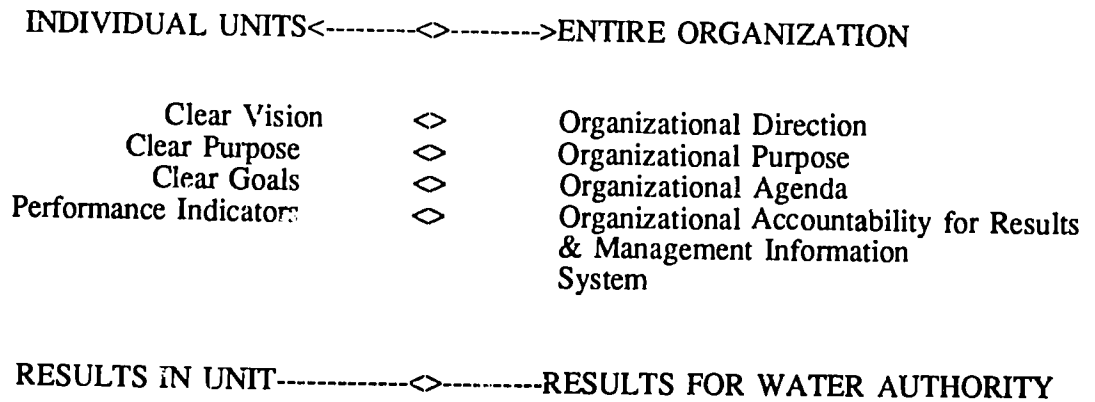 INDIVIDUAL UNITS<---------<>--------->ENTIRE ORGANIZATION
Clear Vision <> Organizational Direction
Clear Purpose <> Organizational Purpose
Clear Goals <> Organizational Agenda
Performance Indicators <> Organizational Accountability for Results
& Management Information
System
RESULTS IN UNIT-------------<>-----------RESULTS FOR WATER AUTHORITY